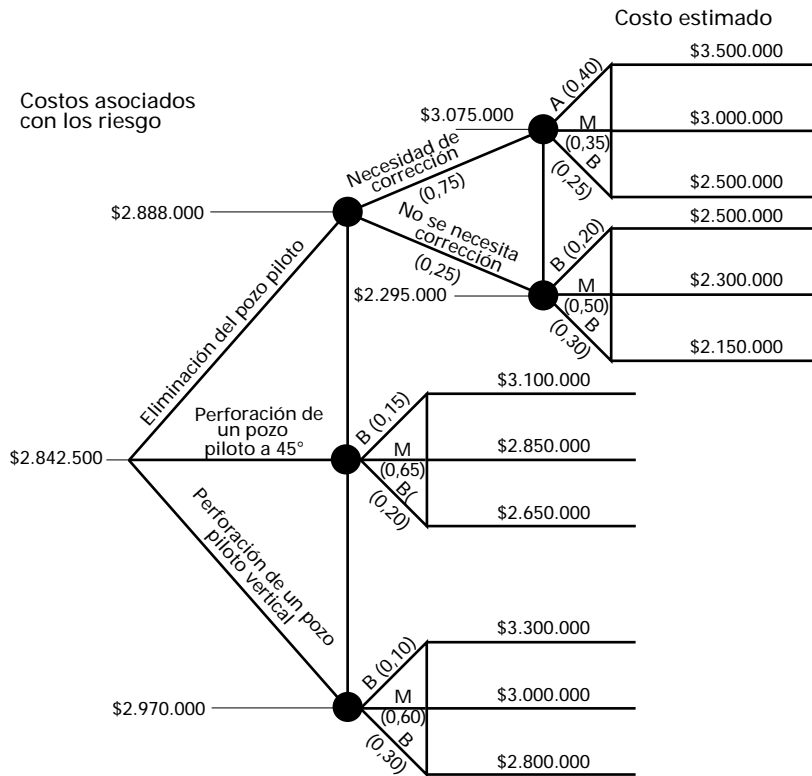 Costo estimado
Costos asociados
con los riesgo
$3.500.000
A (0,40)
$3.075.000
M
(0,35)
$3.000.000
B
(0,25)
$2.500.000
Necesidad de
corrección
(0,75)
$2.888.000
No se necesita
corrección
(0,25)
$2.500.000
B (0,20)
$2.295.000
M
(0,50)
$2.300.000
B
(0,30)
$2.150.000
Eliminación del pozo piloto
$3.100.000
B (0,15)
Perforación de
un pozo
piloto a 45°
$2.842.500
M
(0,65)
$2.850.000
B(
(0,20)
$2.650.000
Perforación de un pozo
piloto vertical
$3.300.000
B (0,10)
$2.970.000
M
(0,60)
$3.000.000
B
(0,30)
$2.800.000